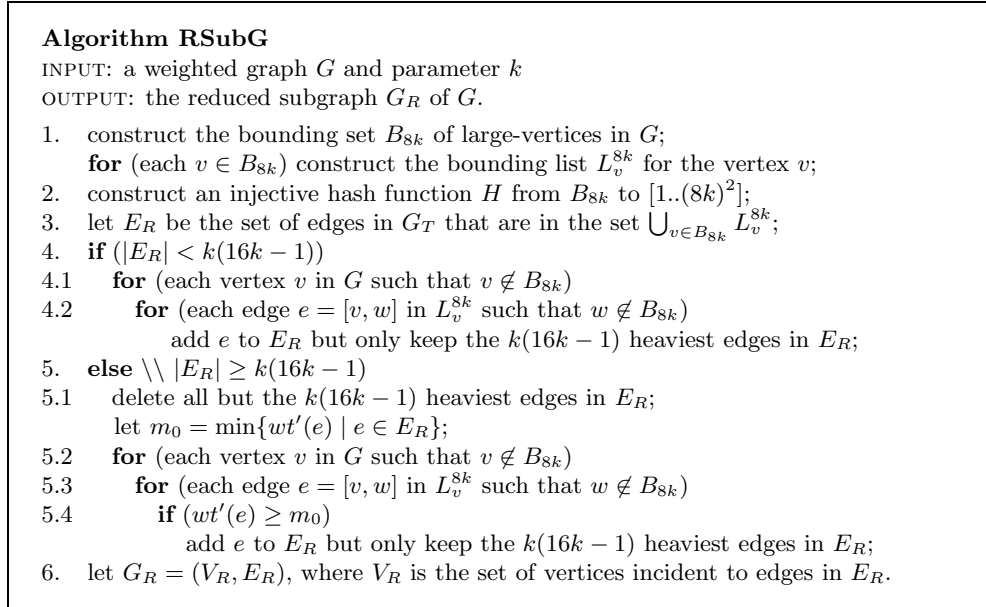 Algorithm RSubG
INPUT: a weighted graph G and parameter k
OUTPUT: the reduced subgraph G_R of G.
1. construct the bounding set B_{8k} of large-vertices in G;
for (each v ∈ B_{8k}) construct the bounding list L_v^{8k} for the vertex v;
2. construct an injective hash function H from B_{8k} to [1..(8k)^2];
3. let E_R be the set of edges in G_T that are in the set ⋃_{v∈B_{8k}} L_v^{8k};
4. if (|E_R| < k(16k − 1))
4.1 for (each vertex v in G such that v ∉ B_{8k})
4.2 for (each edge e = [v, w] in L_v^{8k} such that w ∉ B_{8k})
add e to E_R but only keep the k(16k − 1) heaviest edges in E_R;
5. else \\ |E_R| ≥ k(16k − 1)
5.1 delete all but the k(16k − 1) heaviest edges in E_R;
let m_0 = min{wt′(e) | e ∈ E_R};
5.2 for (each vertex v in G such that v ∉ B_{8k})
5.3 for (each edge e = [v, w] in L_v^{8k} such that w ∉ B_{8k})
5.4 if (wt′(e) ≥ m_0)
add e to E_R but only keep the k(16k − 1) heaviest edges in E_R;
6. let G_R = (V_R, E_R), where V_R is the set of vertices incident to edges in E_R.